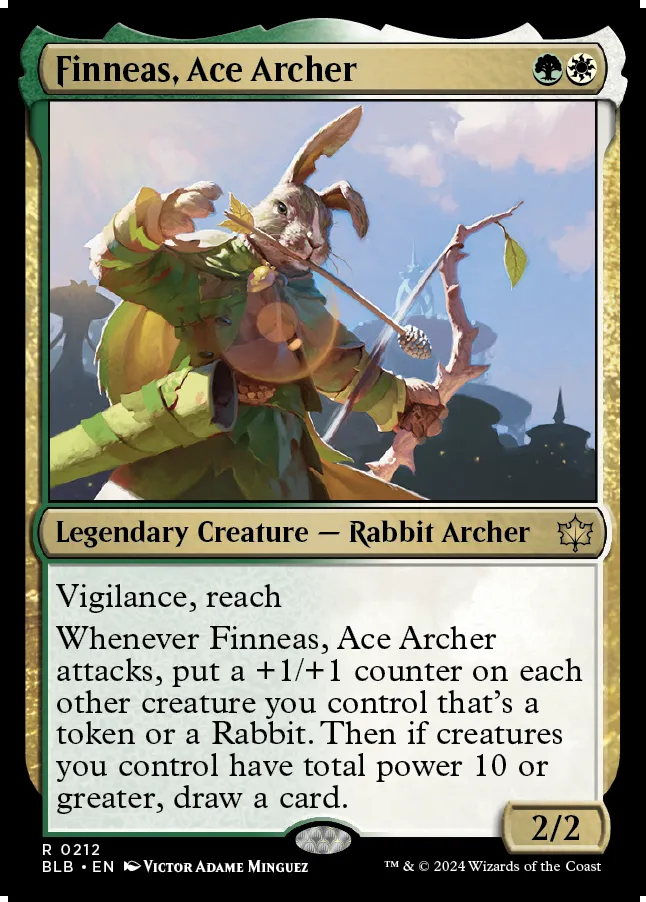 Finneas, Ace Archer
Legendary Creature — Rabbit Archer
Vigilance, reach
Whenever Finneas, Ace Archer
attacks, put a +1/+1 counter on each
other creature you control that's a
token or a Rabbit. Then if creatures
you control have total power 10 or
greater, draw a card.
2/2
R 0212
BLB • EN Victor Adame Minguez
™ & © 2024 Wizards of the Coast